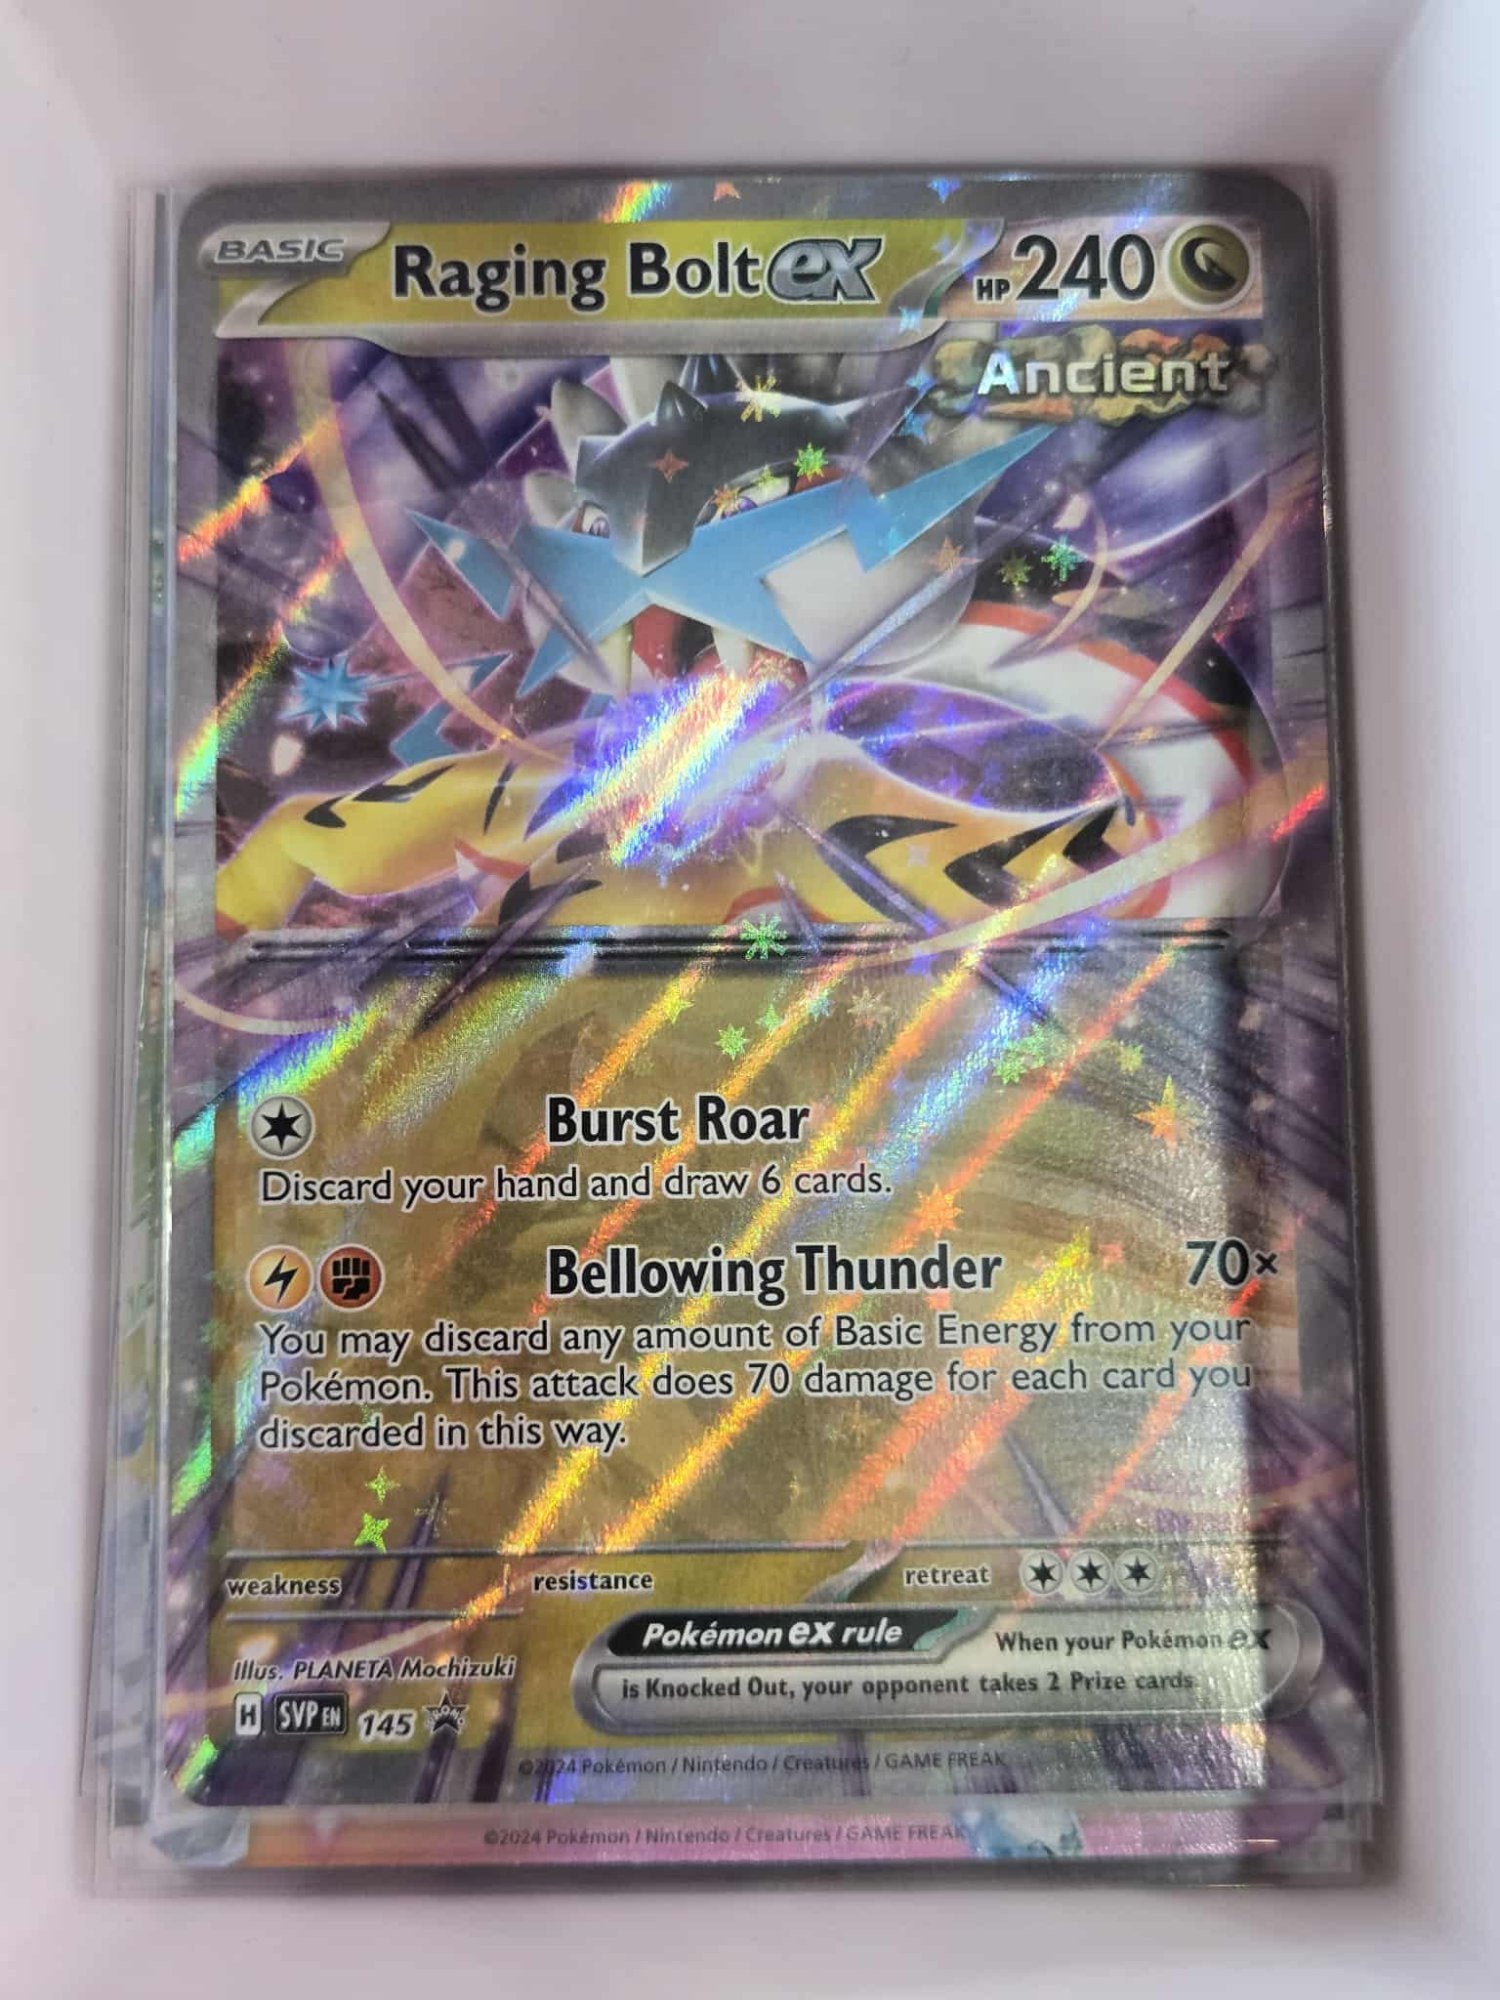 BASIC Raging Bolt ex HP 240
Ancient
Burst Roar
Discard your hand and draw 6 cards.
Bellowing Thunder 70×
You may discard any amount of Basic Energy from your
Pokémon. This attack does 70 damage for each card you
discarded in this way.
weakness resistance retreat
Pokémon ex rule When your Pokémon ex
is Knocked Out, your opponent takes 2 Prize cards.
Illus. PLANETA Mochizuki
H SVP EN 145 PROMO
©2024 Pokémon / Nintendo / Creatures / GAME FREAK
©2024 Pokémon / Nintendo / Creatures / GAME FREAK